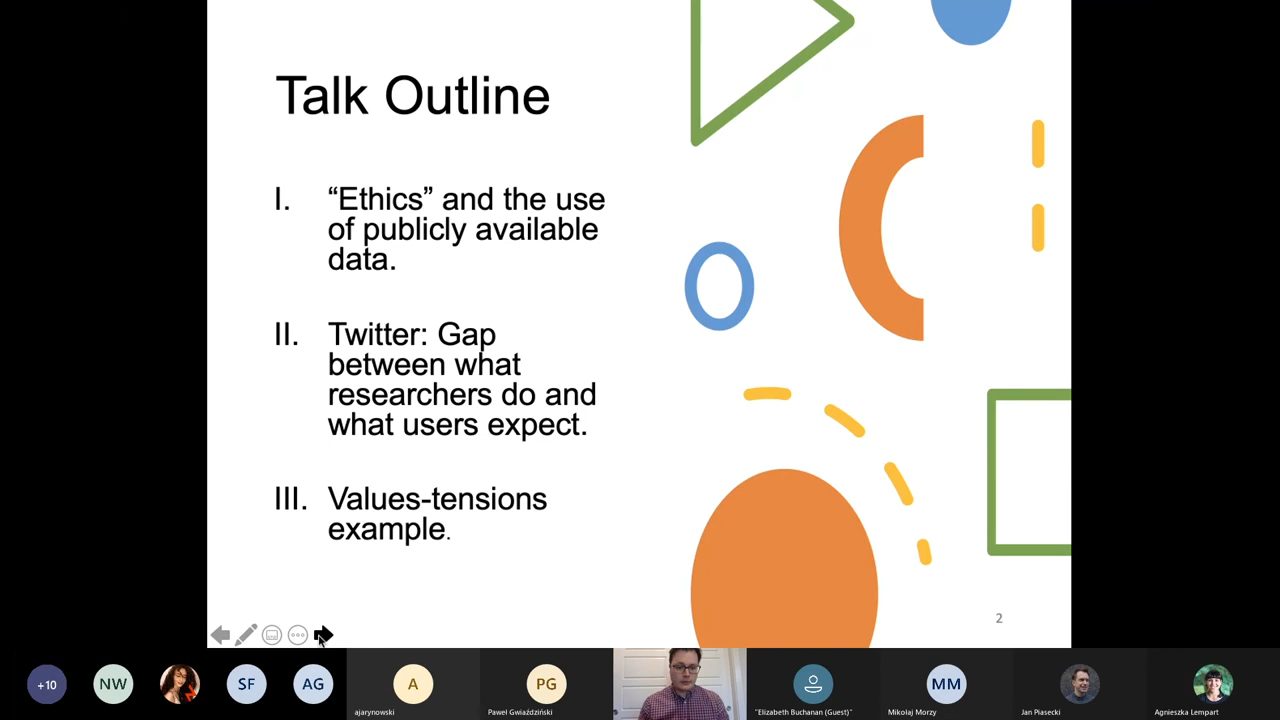 Talk Outline
I. “Ethics” and the use
of publicly available
data.
II. Twitter: Gap
between what
researchers do and
what users expect.
III. Values-tensions
example.
2
+10
NW
SF
AG
A
ajarynowski
PG
Paweł Gwiaździński
"Elizabeth Buchanan (Guest)"
MM
Mikołaj Morzy
Jan Piasecki
Agnieszka Lempart